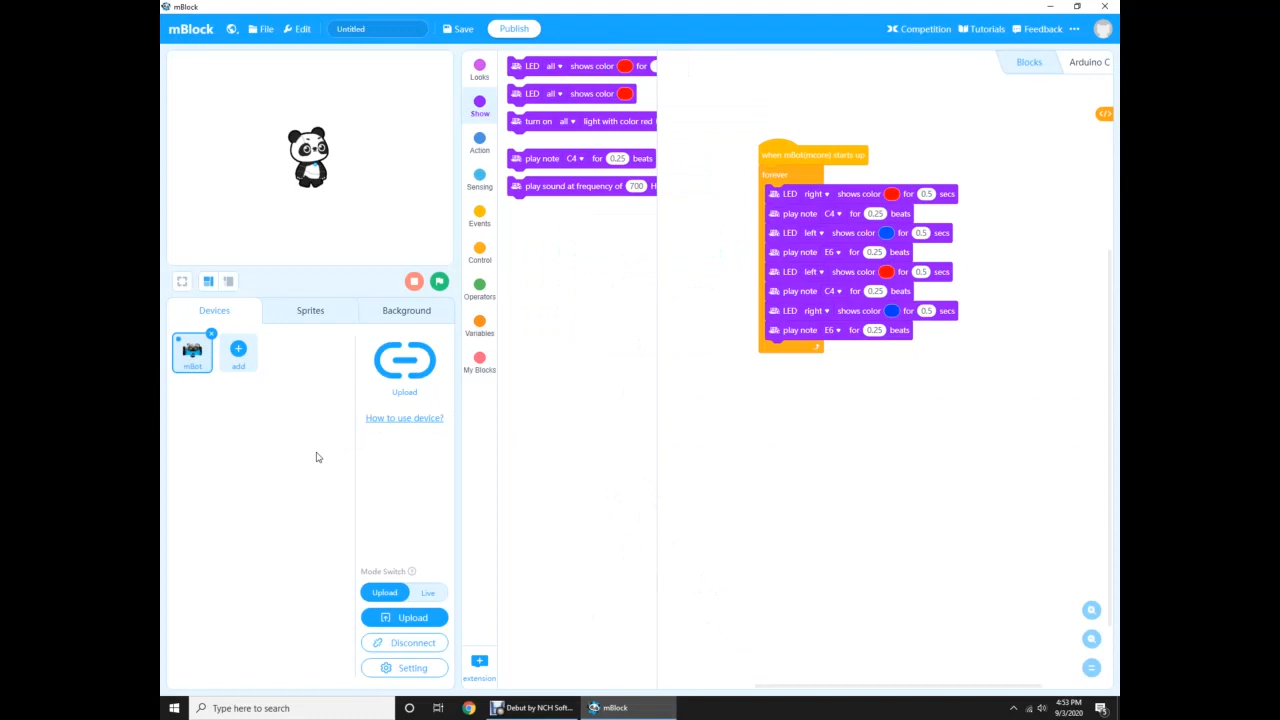 mBlock
mBlock File Edit Untitled Save Publish Competition Tutorials Feedback
Looks
Show
Action
Sensing
Events
Control
Operators
Variables
My Blocks
extension
LED all shows color for
LED all shows color
turn on all light with color red
play note C4 for 0.25 beats
play sound at frequency of 700 H
Blocks Arduino C
when mBot(mcore) starts up
forever
LED right shows color for 0.5 secs
play note C4 for 0.25 beats
LED left shows color for 0.5 secs
play note E6 for 0.25 beats
LED left shows color for 0.5 secs
play note C4 for 0.25 beats
LED right shows color for 0.5 secs
play note E6 for 0.25 beats
Devices Sprites Background
mBot add
Upload
How to use device?
Mode Switch
Upload Live
Upload
Disconnect
Setting
Type here to search
Debut by NCH Soft...
mBlock
4:53 PM
9/3/2020
5